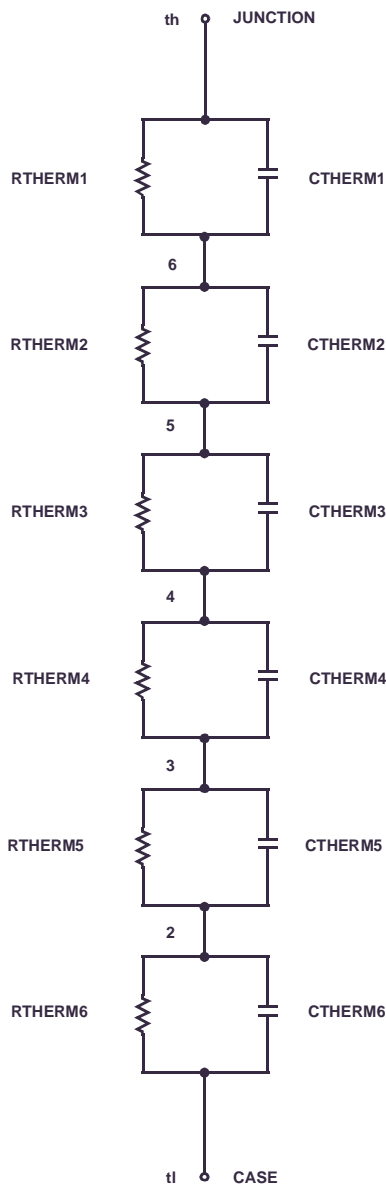 th JUNCTION
RTHERM1 CTHERM1
6
RTHERM2 CTHERM2
5
RTHERM3 CTHERM3
4
RTHERM4 CTHERM4
3
RTHERM5 CTHERM5
2
RTHERM6 CTHERM6
tl CASE